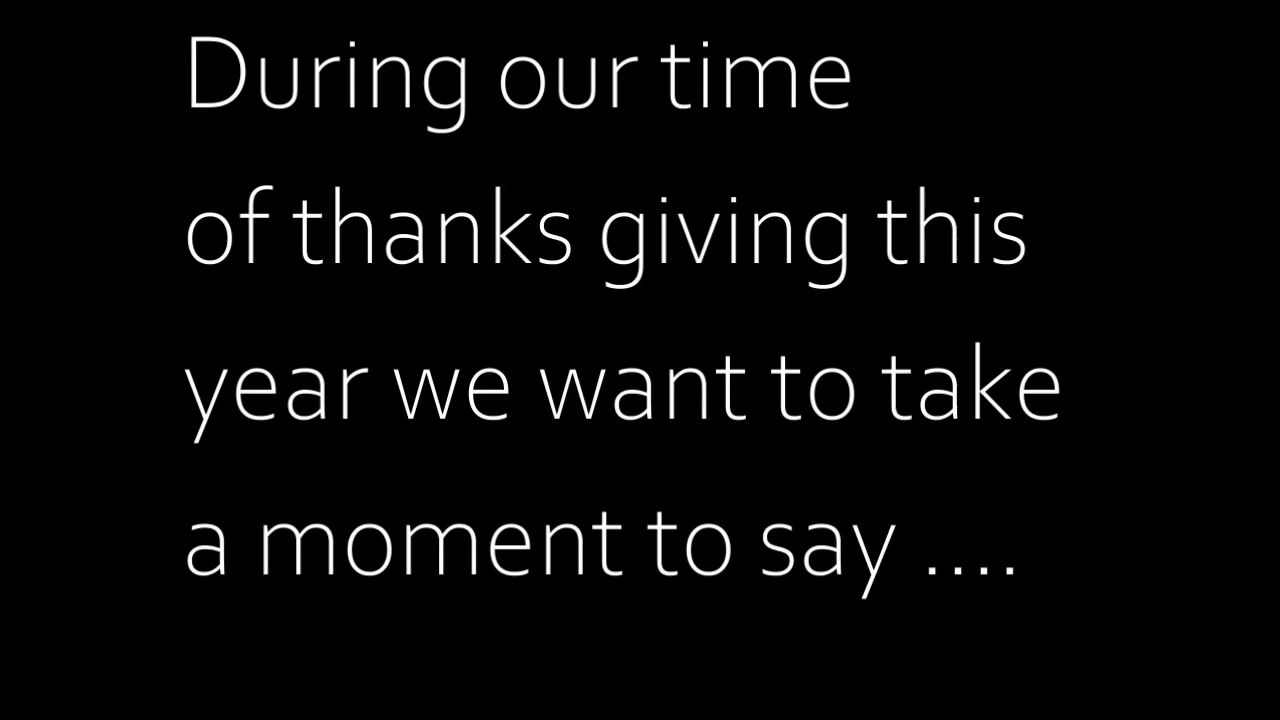 During our time
of thanks giving this
year we want to take
a moment to say ....